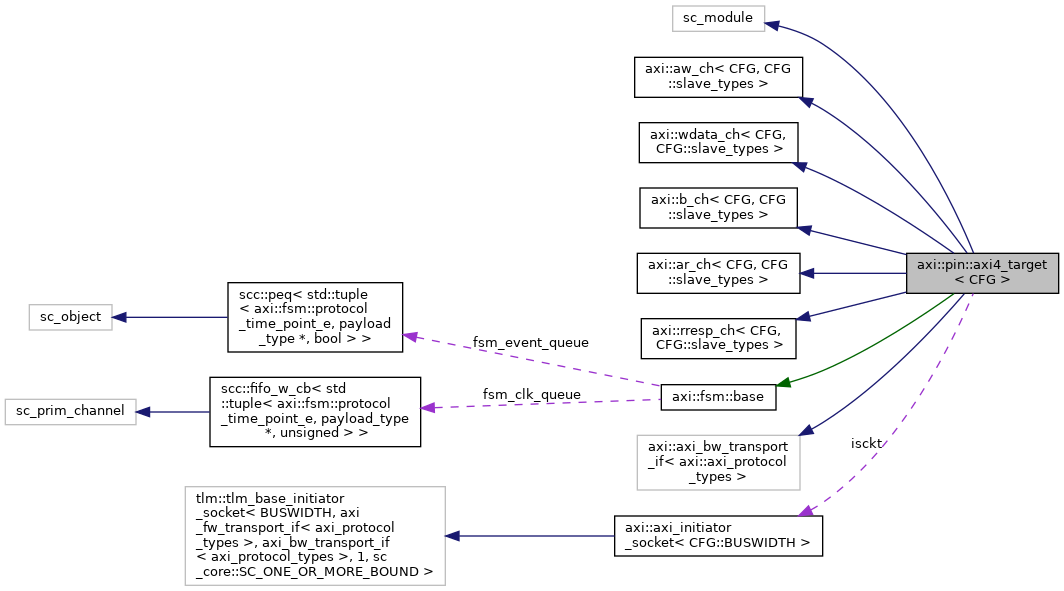 sc_module
axi::aw_ch< CFG, CFG
::slave_types >
axi::wdata_ch< CFG,
CFG::slave_types >
axi::b_ch< CFG, CFG
::slave_types >
axi::pin::axi4_target
< CFG >
axi::ar_ch< CFG, CFG
::slave_types >
scc::peq< std::tuple
< axi::fsm::protocol
_time_point_e, payload
_type *, bool > >
sc_object
axi::rresp_ch< CFG,
CFG::slave_types >
fsm_event_queue
scc::fifo_w_cb< std
::tuple< axi::fsm::protocol
_time_point_e, payload_type
*, unsigned > >
sc_prim_channel
fsm_clk_queue
axi::fsm::base
axi::axi_bw_transport
_if< axi::axi_protocol
_types >
isckt
tlm::tlm_base_initiator
_socket< BUSWIDTH, axi
_fw_transport_if< axi_protocol
_types >, axi_bw_transport_if
< axi_protocol_types >, 1, sc
_core::SC_ONE_OR_MORE_BOUND >
axi::axi_initiator
_socket< CFG::BUSWIDTH >